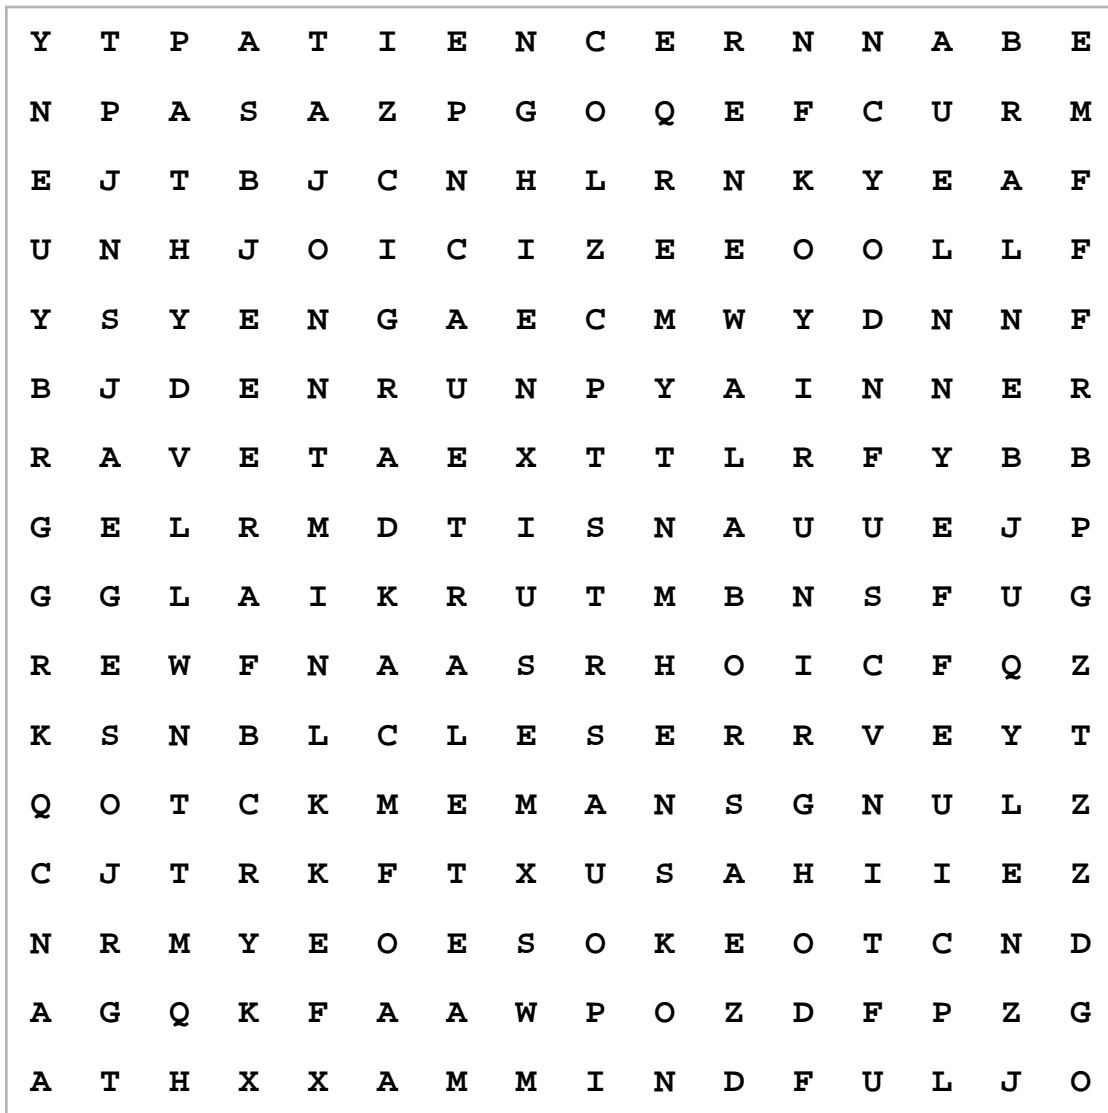 Y T P A T I E N C E R N N A B E
N P A S A Z P G O Q E F C U R M
E J T B J C N H L R N K Y E A F
U N H J O I C I Z E E O O L L F
Y S Y E N G A E C M W Y D N N F
B J D E N R U N P Y A I N N E R
R A V E T A E X T T L R F Y B B
G E L R M D T I S N A U U E J P
G G L A I K R U T M B N S F U G
R E W F N A A S R H O I C F Q Z
K S N B L C L E S E R R V E Y T
Q O T C K M E M A N S G N U L Z
C J T R K F T X U S A H I I E Z
N R M Y E O E S O K E O T C N D
A G Q K F A A W P O Z D F P Z G
A T H X X A M M I N D F U L J O